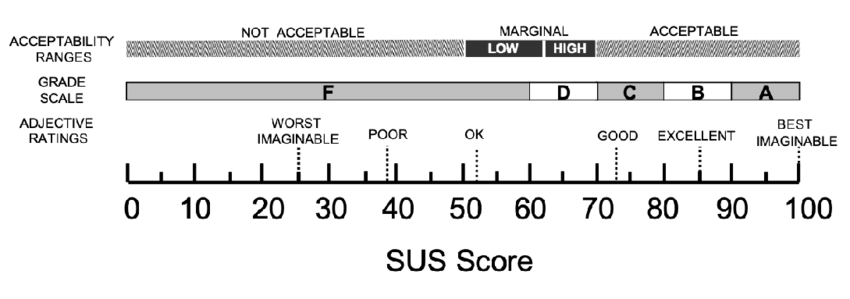 ACCEPTABILITY RANGES
NOT ACCEPTABLE
MARGINAL
ACCEPTABLE
LOW
HIGH
GRADE SCALE
F
D
C
B
A
ADJECTIVE RATINGS
WORST IMAGINABLE
POOR
OK
GOOD
EXCELLENT
BEST IMAGINABLE
0 10 20 30 40 50 60 70 80 90 100
SUS Score